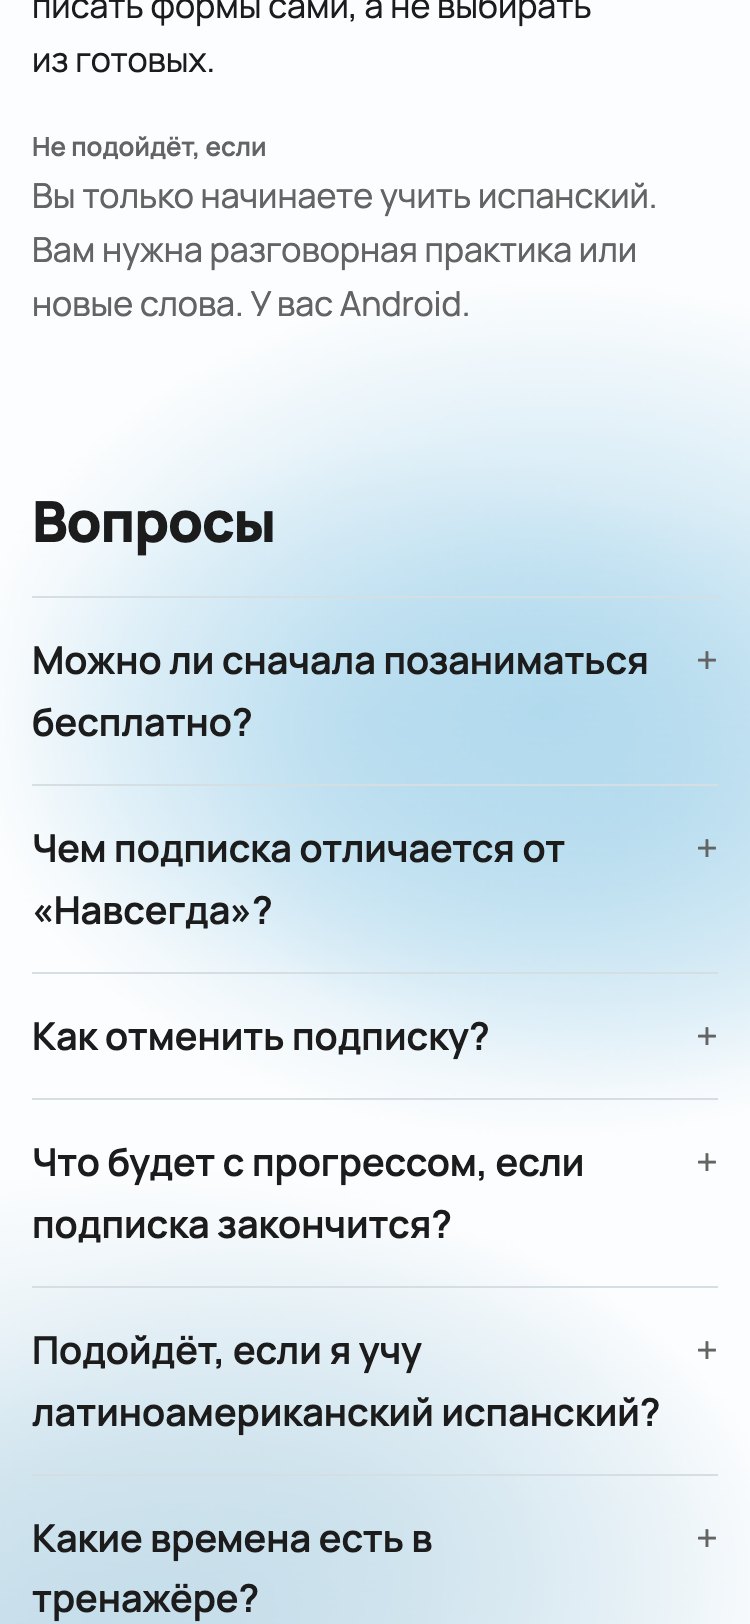 писать формы сами, а не выбирать
из готовых.
Не подойдёт, если
Вы только начинаете учить испанский.
Вам нужна разговорная практика или
новые слова. У вас Android.
Вопросы
Можно ли сначала позаниматься +
бесплатно?
Чем подписка отличается от +
«Навсегда»?
Как отменить подписку? +
Что будет с прогрессом, если +
подписка закончится?
Подойдёт, если я учу +
латиноамериканский испанский?
Какие времена есть в +
тренажёре?